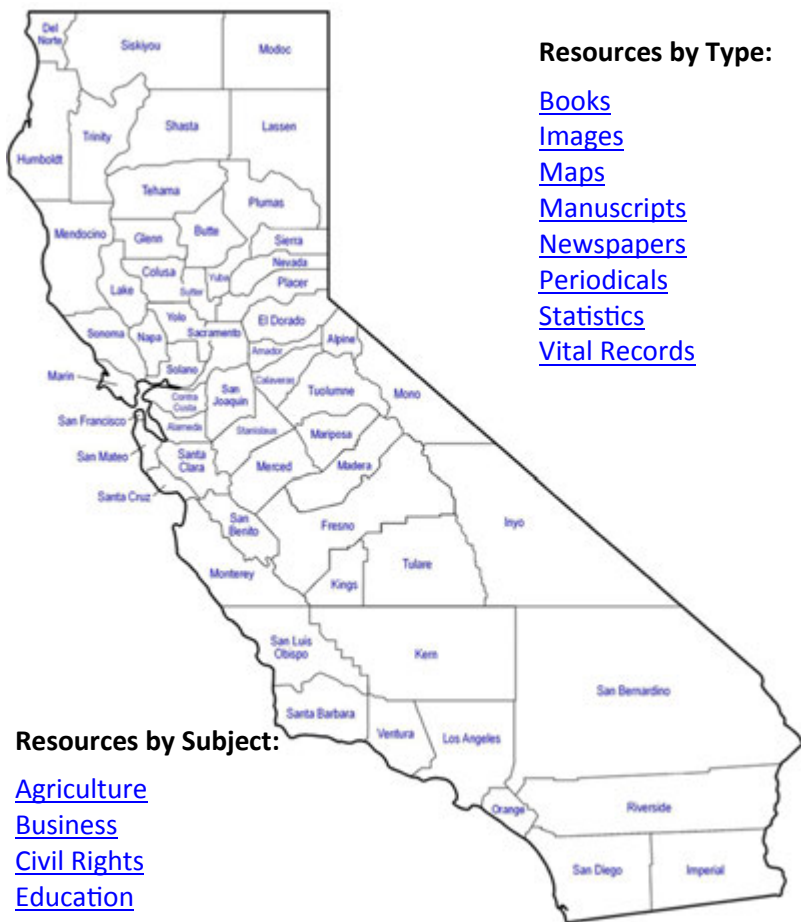 Del
Norte
Siskiyou
Modoc
Resources by Type:
Books
Images
Maps
Manuscripts
Newspapers
Periodicals
Statistics
Vital Records
Trinity
Shasta
Lassen
Humboldt
Tehama
Plumas
Mendocino
Glenn
Butte
Sierra
Nevada
Placer
Colusa
Yuba
Sutter
Lake
Yolo
El Dorado
Sonoma
Napa
Sacramento
Alpine
Amador
Solano
Marin
Calaveras
Contra
Costa
San
Joaquin
Tuolumne
Mono
San Francisco
Alameda
Stanislaus
Mariposa
San Mateo
Santa
Clara
Merced
Madera
Santa Cruz
San
Benito
Fresno
Inyo
Monterey
Kings
Tulare
San Luis
Obispo
Kern
San Bernardino
Santa Barbara
Ventura
Los Angeles
Resources by Subject:
Agriculture
Business
Civil Rights
Education
Orange
Riverside
San Diego
Imperial